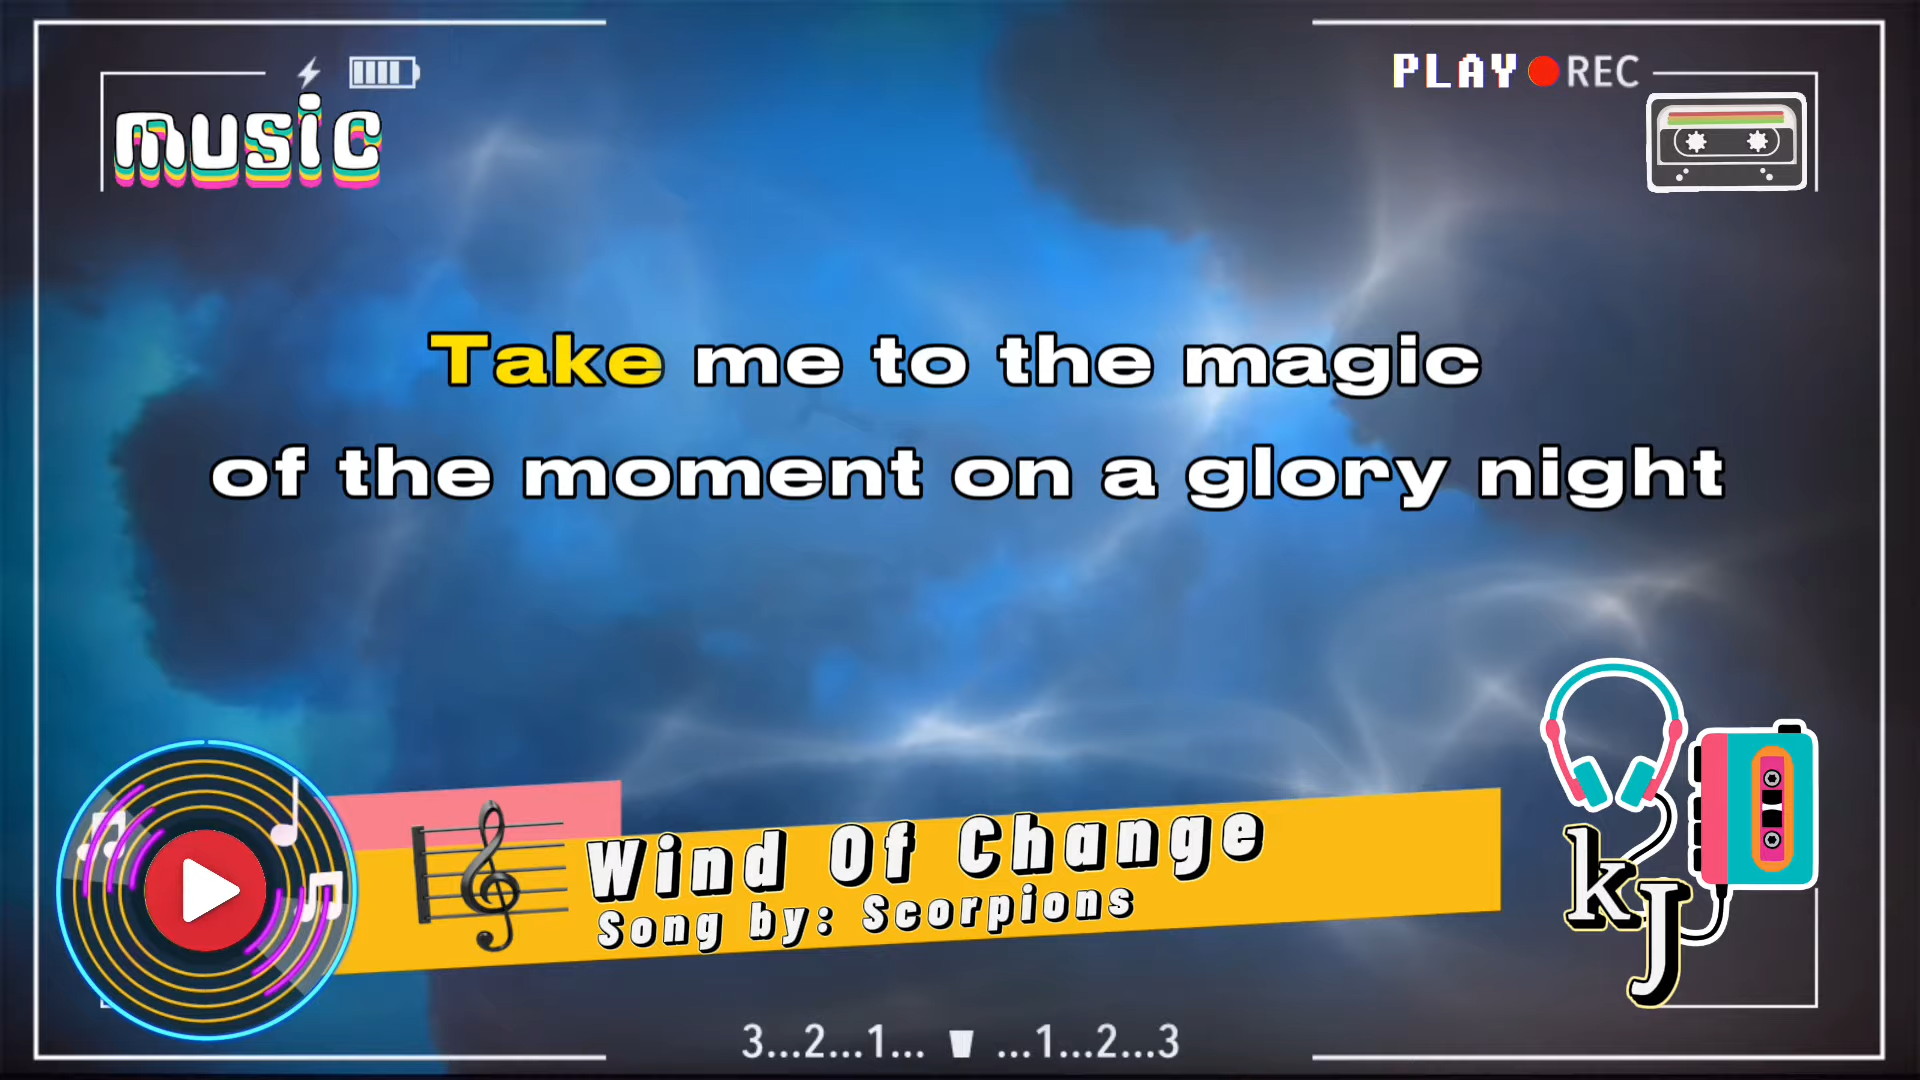 PLAY REC
music
Take me to the magic
of the moment on a glory night
Wind Of Change
Song by: Scorpions
kJ
3...2...1... ...1...2...3